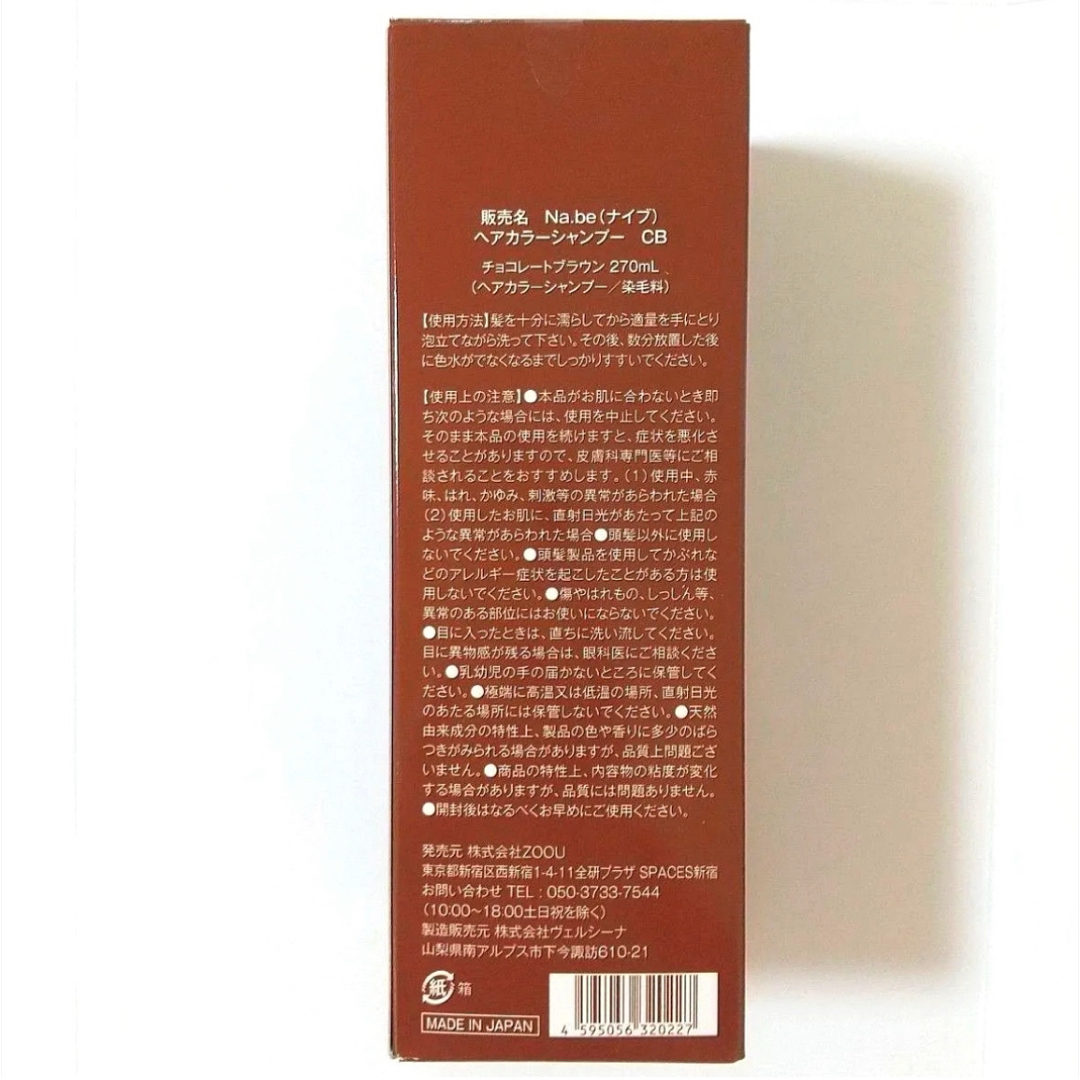 販売名 Na.be(ナイブ)
ヘアカラーシャンプー CB
チョコレートブラウン 270mL
(ヘアカラーシャンプー/染毛料)
【使用方法】髪を十分に濡らしてから適量を手にとり
泡立てながら洗って下さい。その後、数分放置した後
に色水がでなくなるまでしっかりすすいでください。
【使用上の注意】●本品がお肌に合わないとき即
ち次のような場合には、使用を中止してください。
そのまま本品の使用を続けますと、症状を悪化さ
せることがありますので、皮膚科専門医等にご相
談されることをおすすめします。(1)使用中、赤
味、はれ、かゆみ、刺激等の異常があらわれた場合
(2)使用したお肌に、直射日光があたって上記の
ような異常があらわれた場合●頭髪以外に使用し
ないでください。●頭髪製品を使用してかぶれな
どのアレルギー症状を起こしたことがある方は使
用しないでください。●傷やはれもの、しっしん等、
異常のある部位にはお使いにならないでください。
●目に入ったときは、直ちに洗い流してください。
目に異物感が残る場合は、眼科医にご相談くださ
い。●乳幼児の手の届かないところに保管してく
ださい。●極端に高温又は低温の場所、直射日光
のあたる場所には保管しないでください。●天然
由来成分の特性上、製品の色や香りに多少のばら
つきがみられる場合がありますが、品質上問題ござ
いません。●商品の特性上、内容物の粘度が変化
する場合がありますが、品質には問題ありません。
●開封後はなるべくお早めにご使用ください。
発売元 株式会社ZOOU
東京都新宿区西新宿1-4-11全研プラザ SPACES新宿
お問い合わせ TEL : 050-3733-7544
(10:00~18:00土日祝を除く)
製造販売元 株式会社ヴェルシーナ
山梨県南アルプス市下今諏訪610-21
紙 箱
MADE IN JAPAN
4 595056 320227